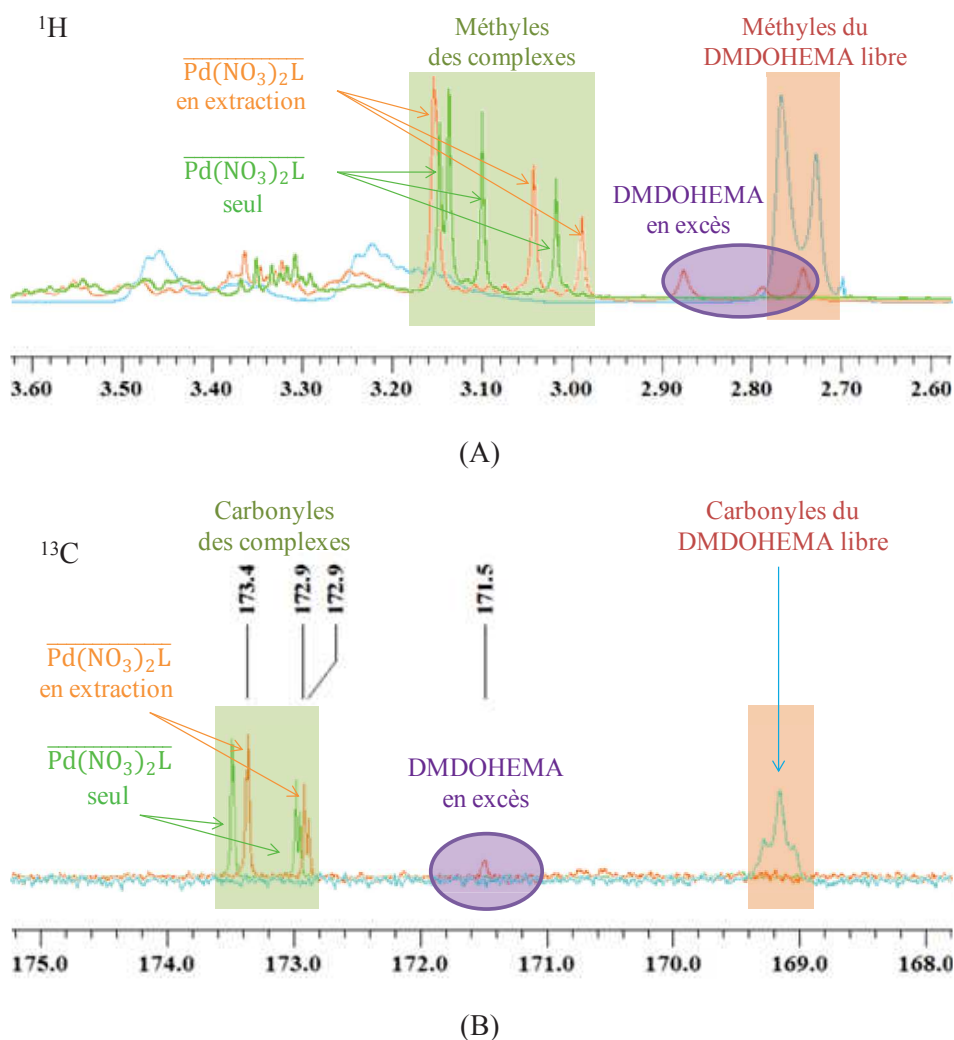 ¹H
Méthyles
des complexes
Méthyles du
DMDOHEMA libre
Pd(NO₃)₂L
en extraction
Pd(NO₃)₂L
seul
DMDOHEMA
en excès
3.60 3.50 3.40 3.30 3.20 3.10 3.00 2.90 2.80 2.70 2.60
(A)
¹³C
Carbonyles
des complexes
Carbonyles du
DMDOHEMA libre
173.4 172.9 172.9 171.5
Pd(NO₃)₂L
en extraction
Pd(NO₃)₂L
seul
DMDOHEMA
en excès
175.0 174.0 173.0 172.0 171.0 170.0 169.0 168.0
(B)